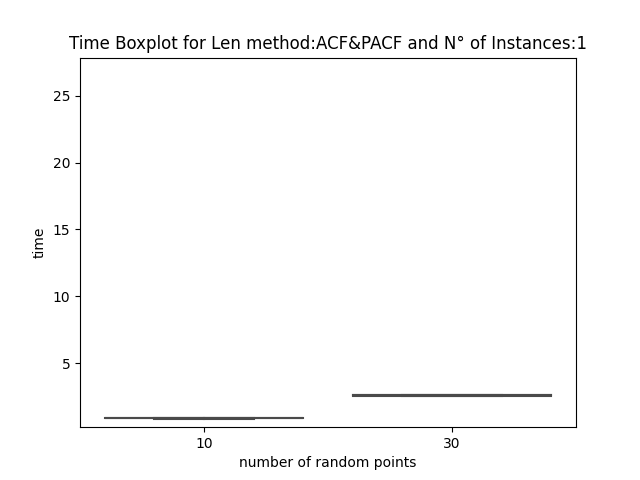 Time Boxplot for Len method:ACF&PACF and N° of Instances:1
25
20
15
10
5
time
10 30
number of random points